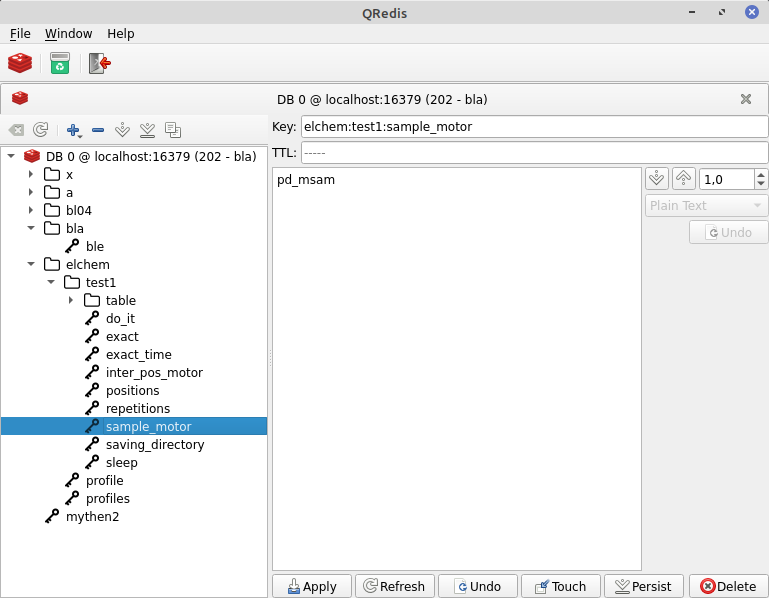 QRedis
File Window Help
DB 0 @ localhost:16379 (202 - bla)
Key: elchem:test1:sample_motor
TTL: -----
DB 0 @ localhost:16379 (202 - bla)
x
a
bl04
bla
ble
elchem
test1
table
do_it
exact
exact_time
inter_pos_motor
positions
repetitions
sample_motor
saving_directory
sleep
profile
profiles
mythen2
pd_msam
1,0
Plain Text
Undo
Apply Refresh Undo Touch Persist Delete